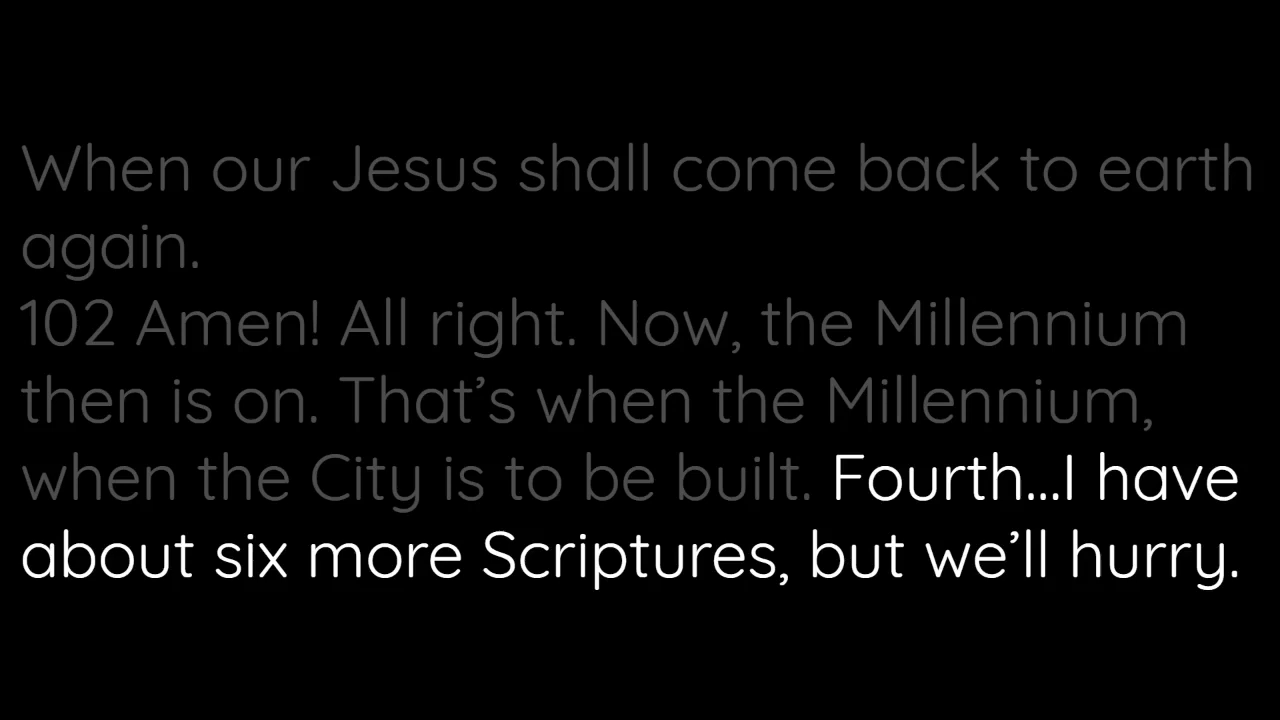 When our Jesus shall come back to earth
again.
102 Amen! All right. Now, the Millennium
then is on. That’s when the Millennium,
when the City is to be built. Fourth...I have
about six more Scriptures, but we’ll hurry.